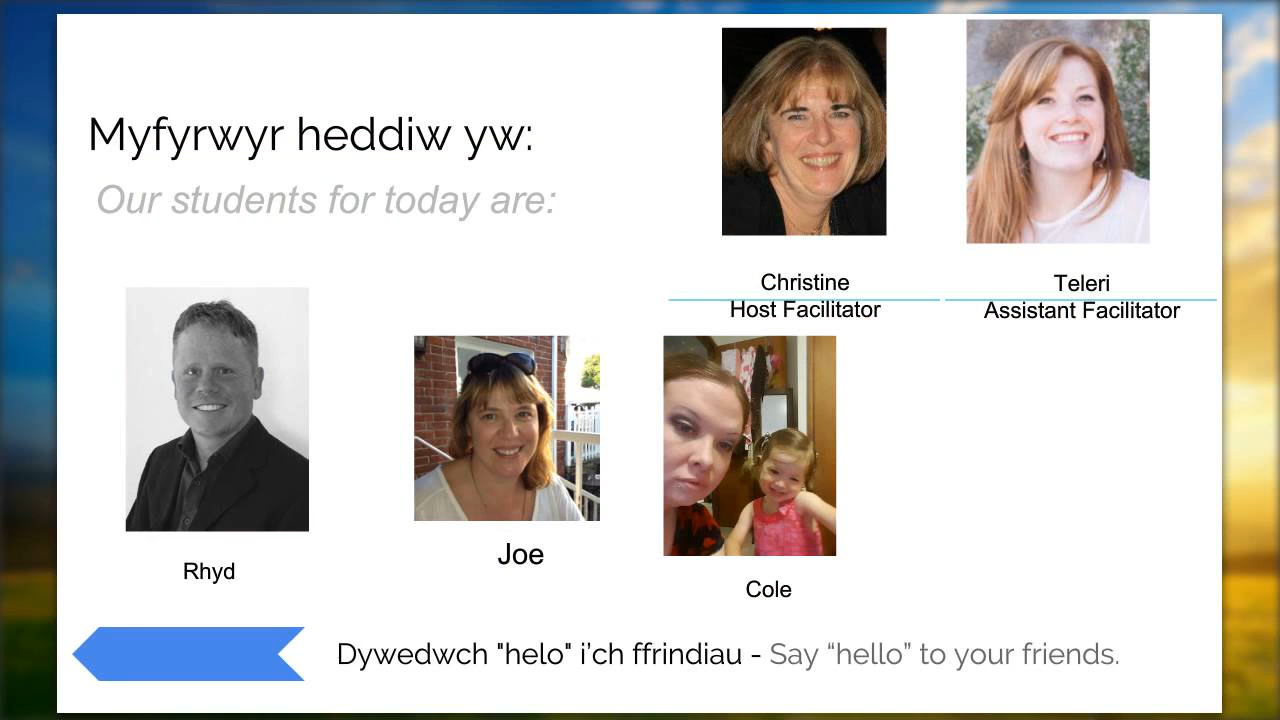 Myfyrwyr heddiw yw:
Our students for today are:
Christine
Host Facilitator
Teleri
Assistant Facilitator
Rhyd
Joe
Cole
Dywedwch "helo" i’ch ffrindiau - Say “hello” to your friends.